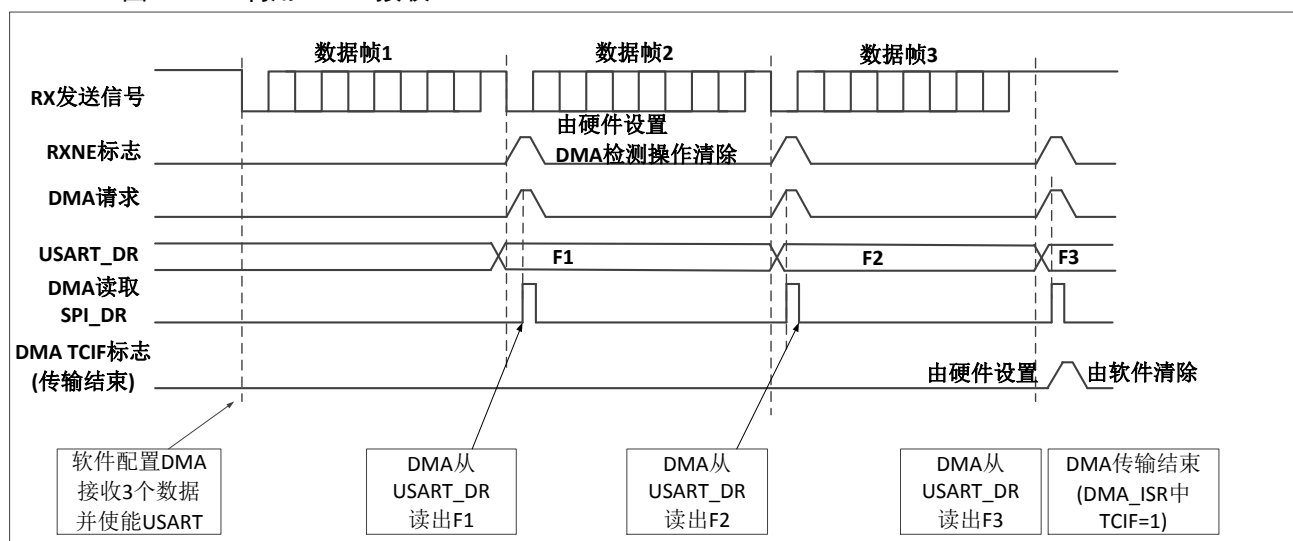 数据帧1
数据帧2
数据帧3
RX发送信号
由硬件设置
RXNE标志
DMA检测操作清除
DMA请求
USART_DR
F1
F2
F3
DMA读取
SPI_DR
DMA TCIF标志
(传输结束)
由硬件设置
由软件清除
软件配置DMA
接收3个数据
并使能USART
DMA从
USART_DR
读出F1
DMA从
USART_DR
读出F2
DMA从
USART_DR
读出F3
DMA传输结束
(DMA_ISR中
TCIF=1)